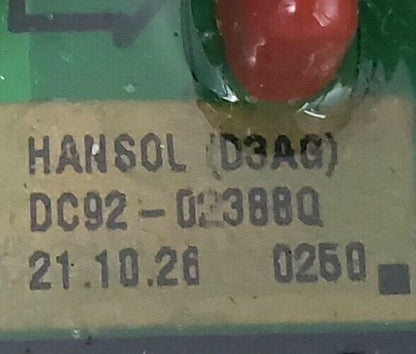 HANSOL (D3AG)
DC92-02388Q
21.10.26 0250